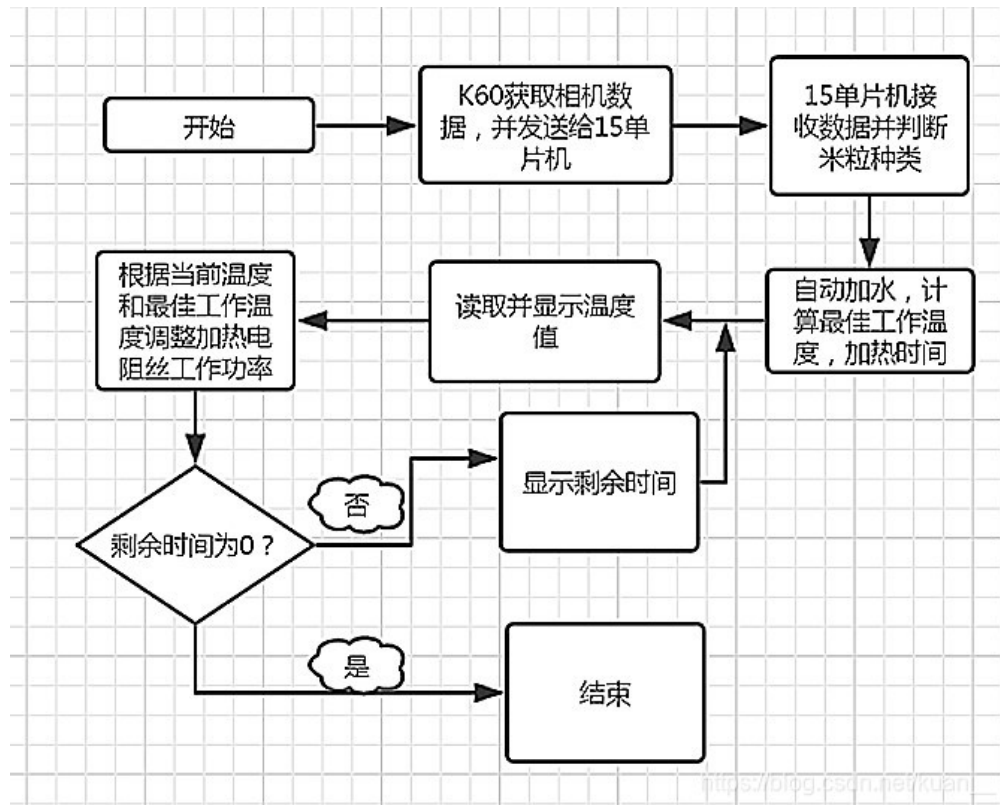 开始
K60获取相机数
据，并发送给15单
片机
15单片机接
收数据并判断
米粒种类
自动加水，计
算最佳工作温
度，加热时间
读取并显示温度
值
根据当前温度
和最佳工作温
度调整加热电
阻丝工作功率
剩余时间为0？
否
显示剩余时间
是
结束